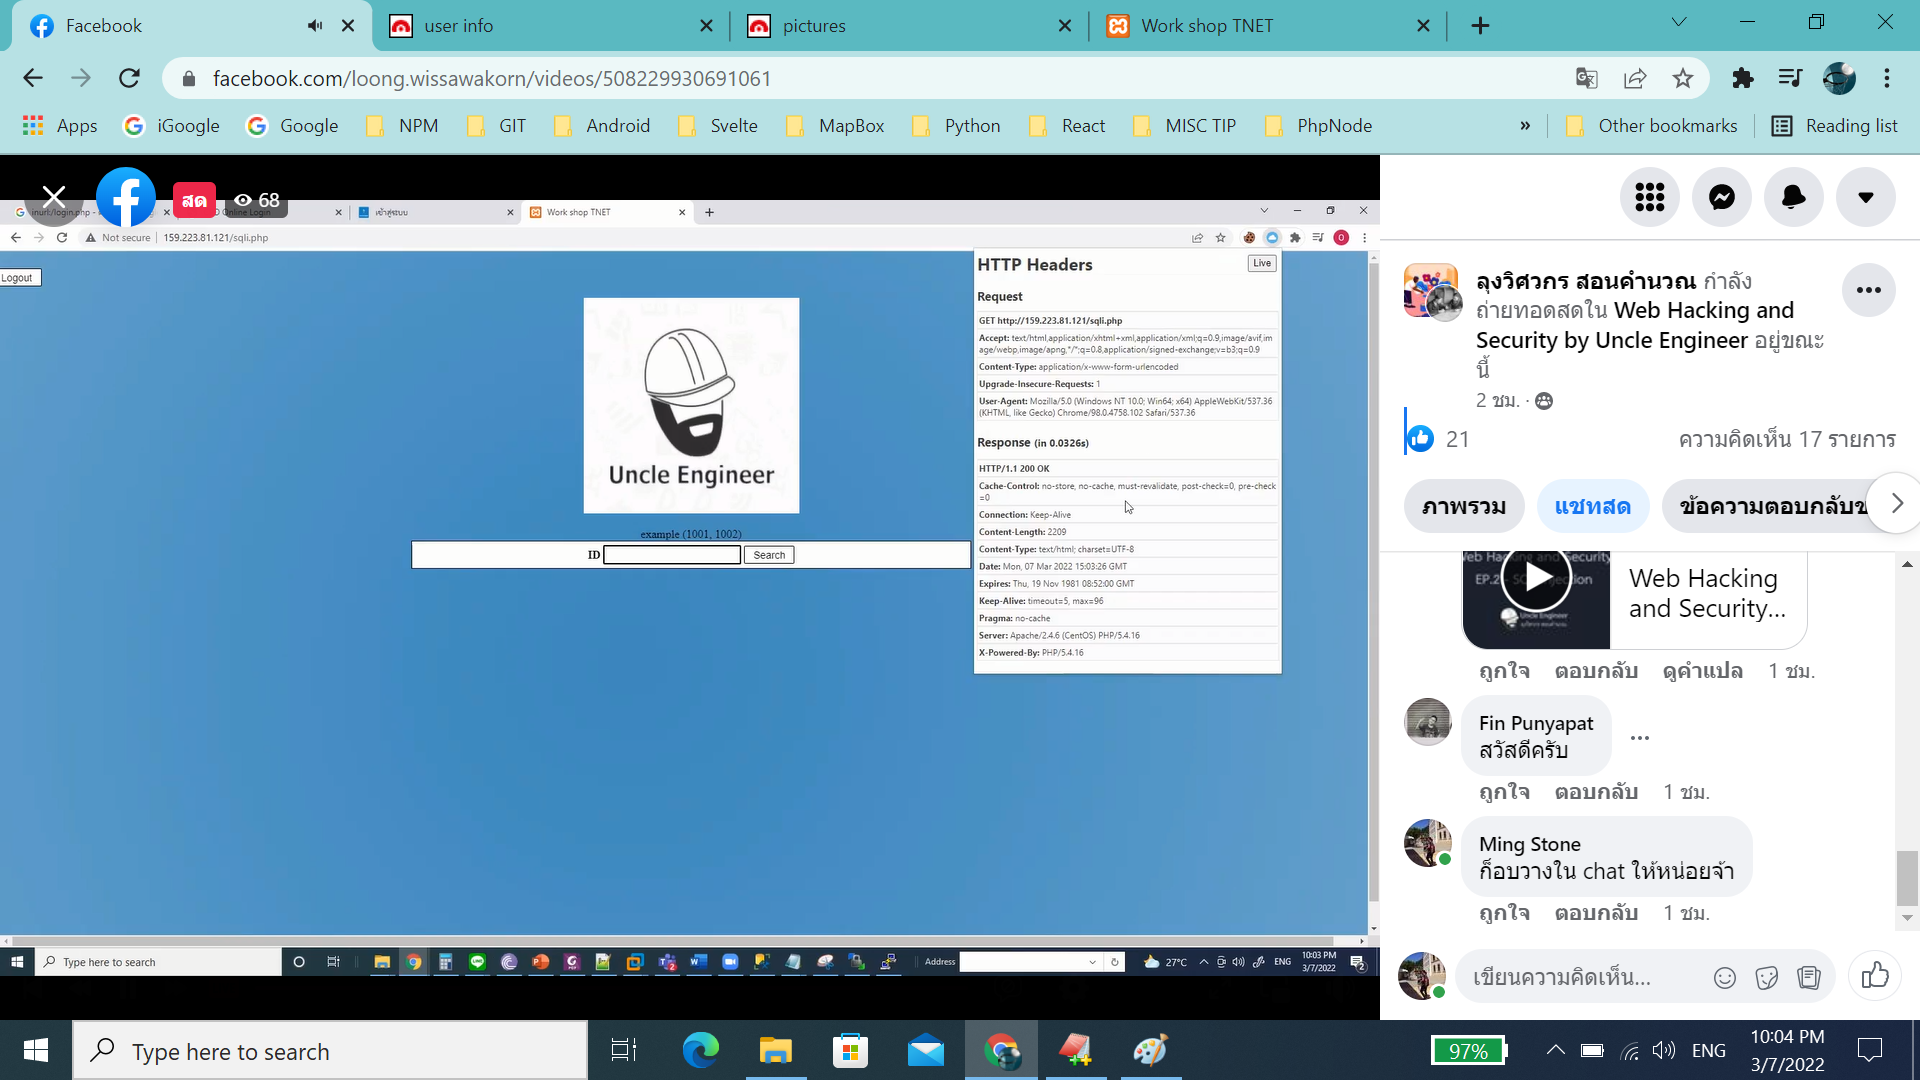 Facebook
user info
pictures
Work shop TNET
facebook.com/loong.wissawakorn/videos/508229930691061
Apps
iGoogle
Google
NPM
GIT
Android
Svelte
MapBox
Python
React
MISC TIP
PhpNode
»
Other bookmarks
Reading list
สด
68
inurl:login.php
Online Login
เข้าสู่ระบบ
Work shop TNET
Not secure
159.223.81.121/sqli.php
Logout
Uncle Engineer
example (1001, 1002)
ID
Search
HTTP Headers
Live
Request
GET http://159.223.81.121/sqli.php
Accept: text/html,application/xhtml+xml,application/xml;q=0.9,image/avif,im
age/webp,image/apng,*/*;q=0.8,application/signed-exchange;v=b3;q=0.9
Content-Type: application/x-www-form-urlencoded
Upgrade-Insecure-Requests: 1
User-Agent: Mozilla/5.0 (Windows NT 10.0; Win64; x64) AppleWebKit/537.36
(KHTML, like Gecko) Chrome/98.0.4758.102 Safari/537.36
Response (in 0.0326s)
HTTP/1.1 200 OK
Cache-Control: no-store, no-cache, must-revalidate, post-check=0, pre-check
=0
Connection: Keep-Alive
Content-Length: 2209
Content-Type: text/html; charset=UTF-8
Date: Mon, 07 Mar 2022 15:03:26 GMT
Expires: Thu, 19 Nov 1981 08:52:00 GMT
Keep-Alive: timeout=5, max=96
Pragma: no-cache
Server: Apache/2.4.6 (CentOS) PHP/5.4.16
X-Powered-By: PHP/5.4.16
Type here to search
Address
27°C
ENG
10:03 PM
3/7/2022
ลุงวิศวกร สอนคำนวณ กำลัง
ถ่ายทอดสดใน Web Hacking and
Security by Uncle Engineer อยู่ขณะ
นี้
2 ชม.
21
ความคิดเห็น 17 รายการ
ภาพรวม
แชทสด
ข้อความตอบกลับข
Web Hacking and Security
EP.2 - SQL Injection
Uncle Engineer
Web Hacking
and Security...
ถูกใจ ตอบกลับ ดูคำแปล 1 ชม.
Fin Punyapat
สวัสดีครับ
ถูกใจ ตอบกลับ 1 ชม.
Ming Stone
ก็อบวางใน chat ให้หน่อยจ้า
ถูกใจ ตอบกลับ 1 ชม.
เขียนความคิดเห็น...
Type here to search
97%
ENG
10:04 PM
3/7/2022